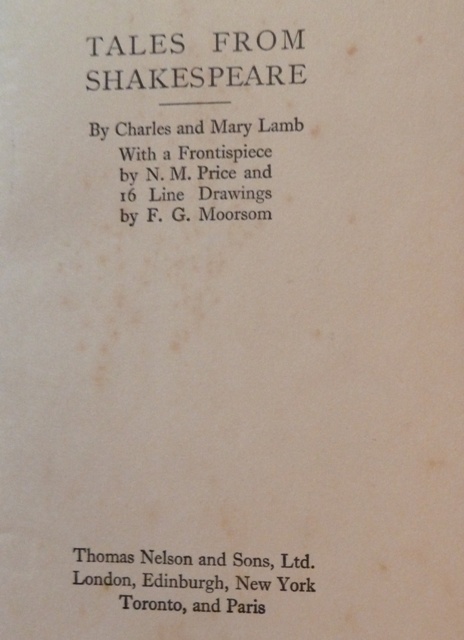 TALES FROM
SHAKESPEARE
By Charles and Mary Lamb
With a Frontispiece
by N. M. Price and
16 Line Drawings
by F. G. Moorsom
Thomas Nelson and Sons, Ltd.
London, Edinburgh, New York
Toronto, and Paris